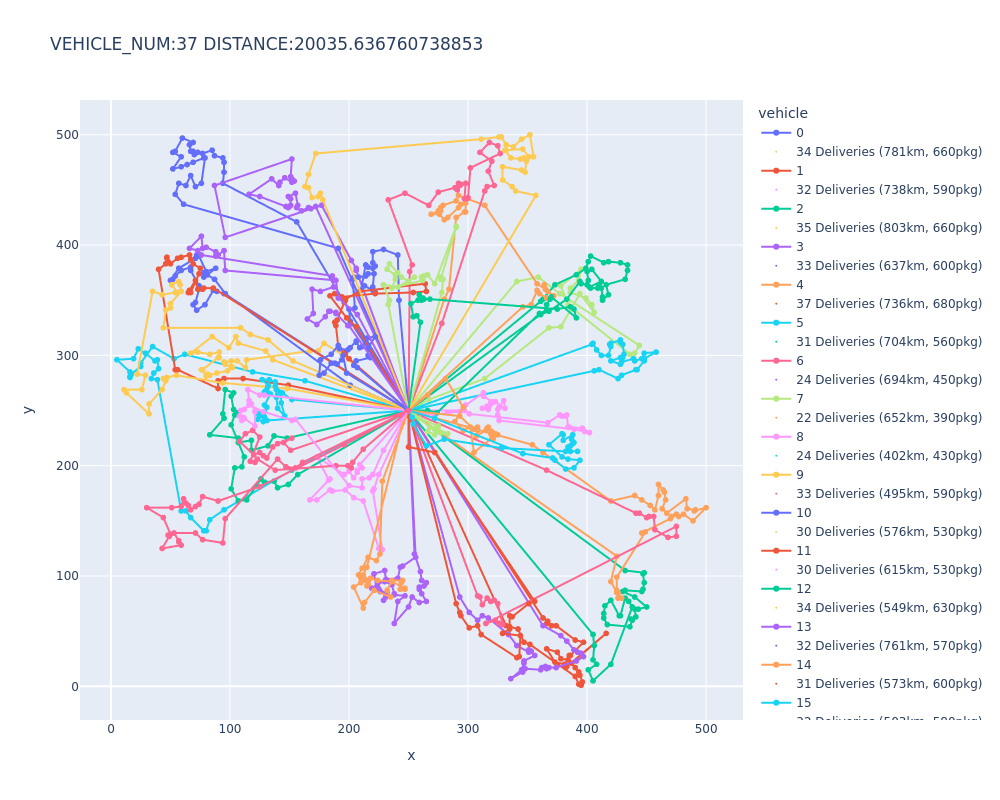 VEHICLE_NUM:37 DISTANCE:20035.636760738853
vehicle
0
34 Deliveries (781km, 660pkg)
1
32 Deliveries (738km, 590pkg)
2
35 Deliveries (803km, 660pkg)
3
33 Deliveries (637km, 600pkg)
4
37 Deliveries (736km, 680pkg)
5
31 Deliveries (704km, 560pkg)
6
24 Deliveries (694km, 450pkg)
7
22 Deliveries (652km, 390pkg)
8
24 Deliveries (402km, 430pkg)
9
33 Deliveries (495km, 590pkg)
10
30 Deliveries (576km, 530pkg)
11
30 Deliveries (615km, 530pkg)
12
34 Deliveries (549km, 630pkg)
13
32 Deliveries (761km, 570pkg)
14
31 Deliveries (573km, 600pkg)
15
500
400
300
200
100
0
y
0 100 200 300 400 500
x